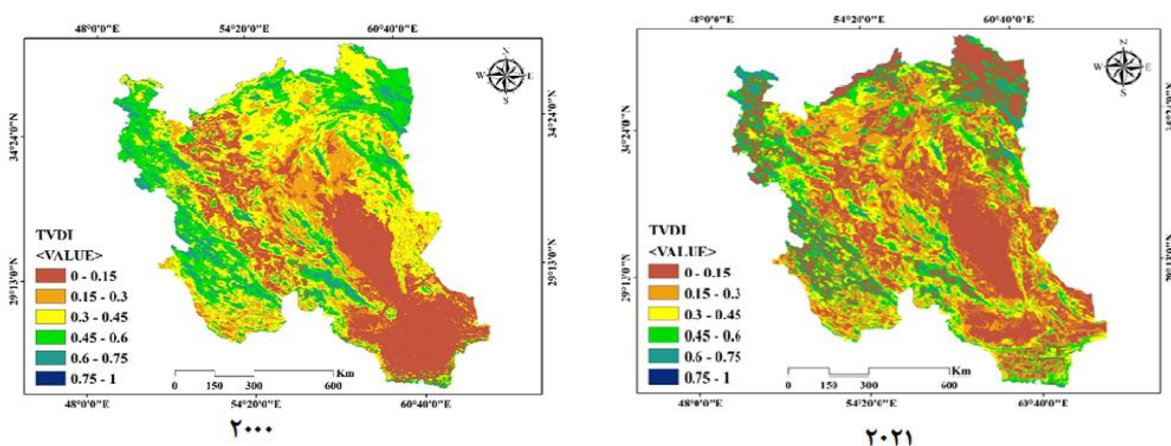 48°0'0"E 54°20'0"E 60°40'0"E
N
W E
S
34°24'0"N 34°24'0"N
29°13'0"N 29°13'0"N
TVDI
<VALUE>
0 - 0.15
0.15 - 0.3
0.3 - 0.45
0.45 - 0.6
0.6 - 0.75
0.75 - 1
Km
0 150 300 600
48°0'0"E 54°20'0"E 60°40'0"E
۲۰۰۰
48°0'0"E 54°20'0"E 60°40'0"E
N
W E
S
34°24'0"N
29°13'0"N
TVDI
<VALUE>
0 - 0.15
0.15 - 0.3
0.3 - 0.45
0.45 - 0.6
0.6 - 0.75
0.75 - 1
Km
0 150 300 600
48°0'0"E 54°20'0"E 60°40'0"E
۲۰۲۱